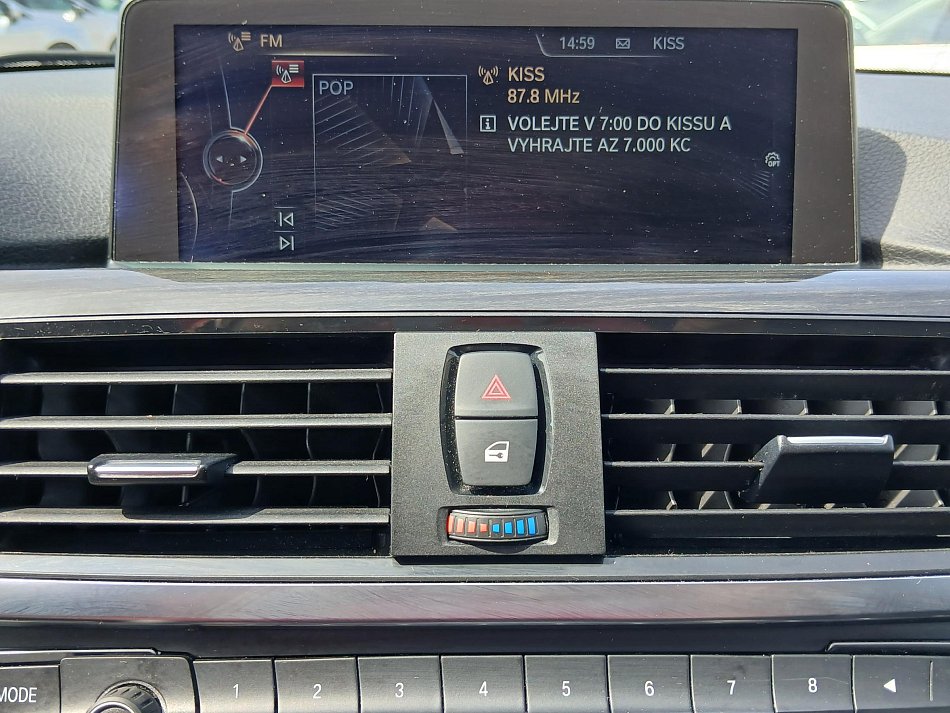 FM
14:59
KISS
POP
KISS
87.8 MHz
VOLEJTE V 7:00 DO KISSU A
VYHRAJTE AZ 7.000 KC
OPT
MODE
1
2
3
4
5
6
7
8